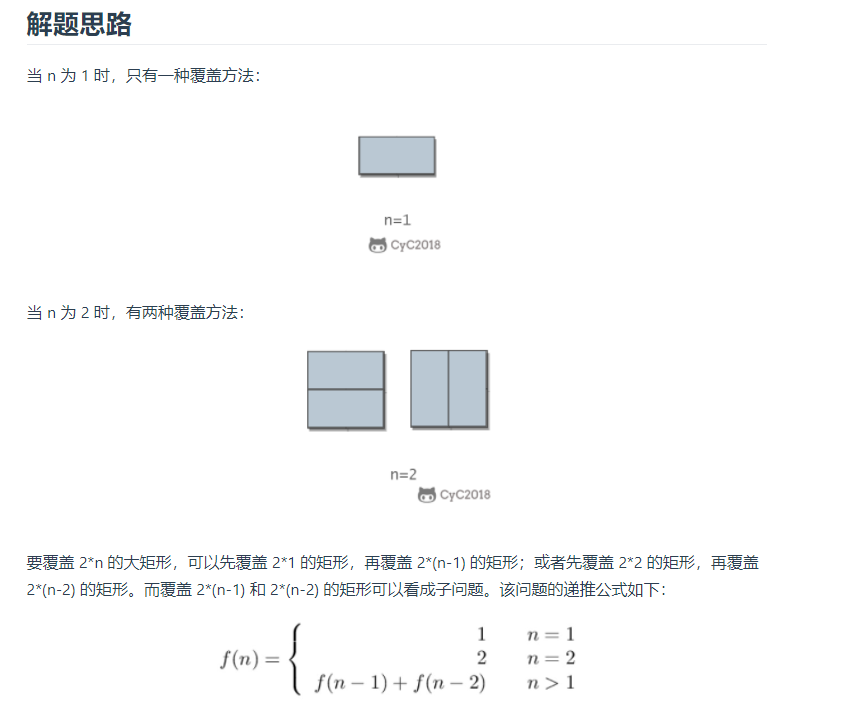 解题思路
当 n 为 1 时，只有一种覆盖方法：
n=1
CyC2018
当 n 为 2 时，有两种覆盖方法：
n=2
CyC2018
要覆盖 2*n 的大矩形，可以先覆盖 2*1 的矩形，再覆盖 2*(n-1) 的矩形；或者先覆盖 2*2 的矩形，再覆盖
2*(n-2) 的矩形。而覆盖 2*(n-1) 和 2*(n-2) 的矩形可以看成子问题。该问题的递推公式如下：
1 n = 1
f(n) = { 2 n = 2
f(n − 1) + f(n − 2) n > 1